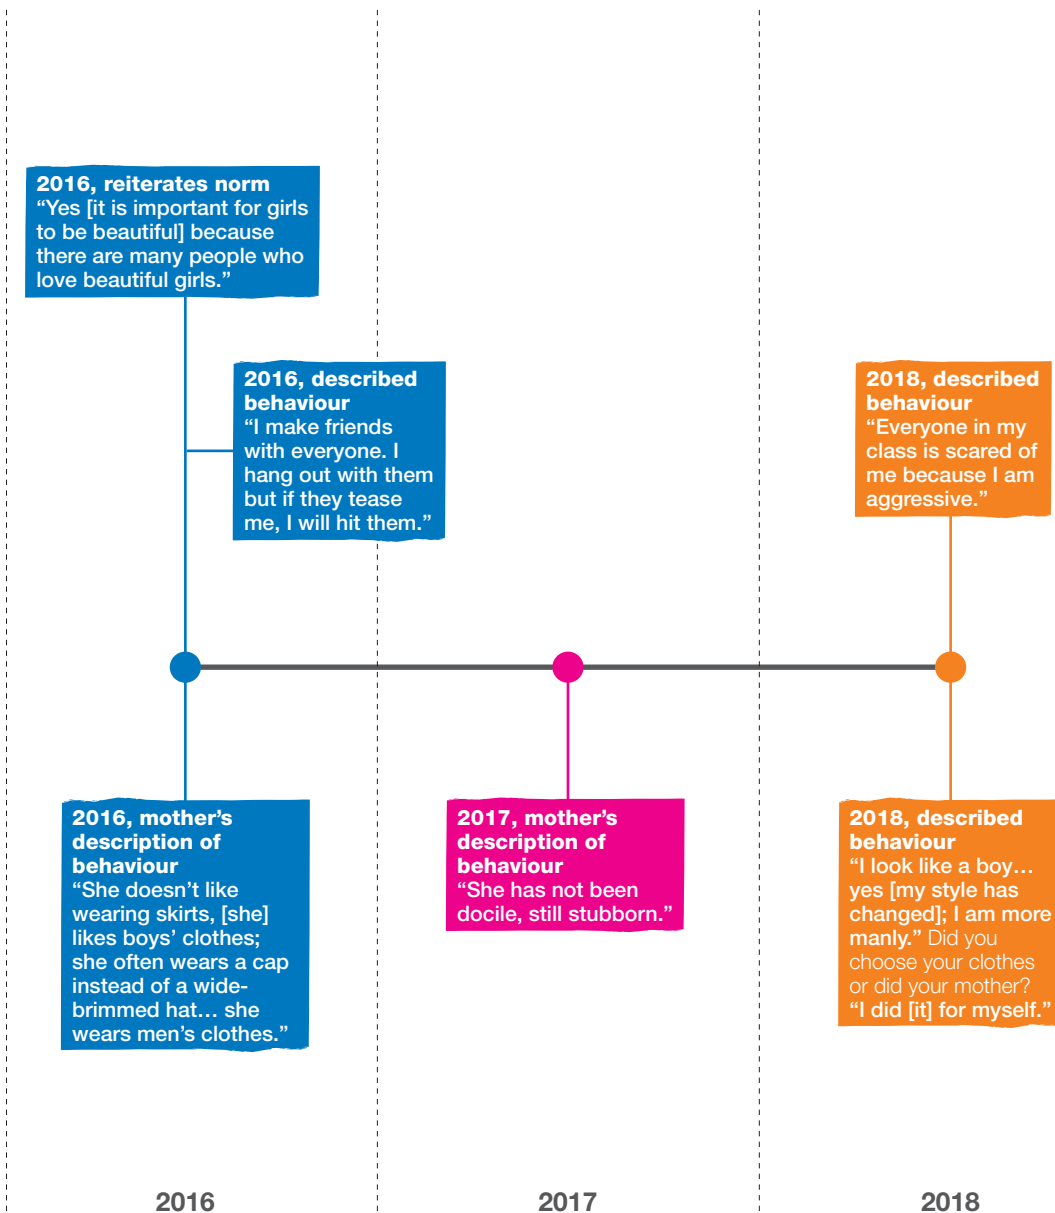 2016, reiterates norm
“Yes [it is important for girls
to be beautiful] because
there are many people who
love beautiful girls.”
2016, described
behaviour
“I make friends
with everyone. I
hang out with them
but if they tease
me, I will hit them.”
2018, described
behaviour
“Everyone in my
class is scared of
me because I am
aggressive.”
2016, mother’s
description of
behaviour
“She doesn’t like
wearing skirts, [she]
likes boys’ clothes;
she often wears a cap
instead of a wide-
brimmed hat… she
wears men’s clothes.”
2017, mother’s
description of
behaviour
“She has not been
docile, still stubborn.”
2018, described
behaviour
“I look like a boy…
yes [my style has
changed]; I am more
manly.” Did you
choose your clothes
or did your mother?
“I did [it] for myself.”
2016
2017
2018